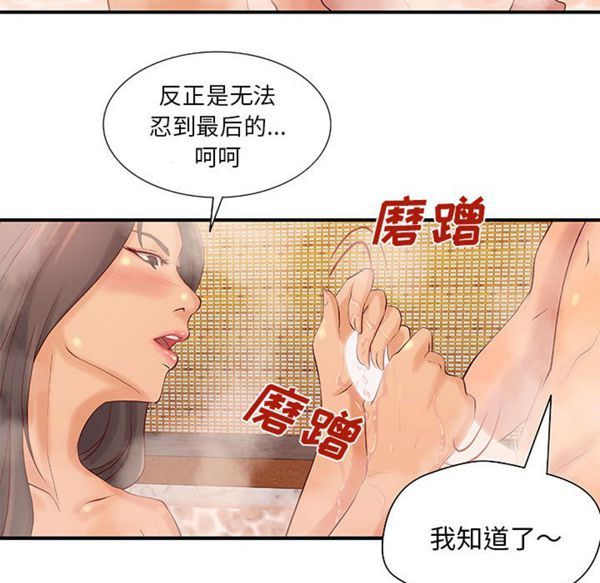 反正是无法
忍到最后的...
呵呵
磨蹭
磨蹭
我知道了～